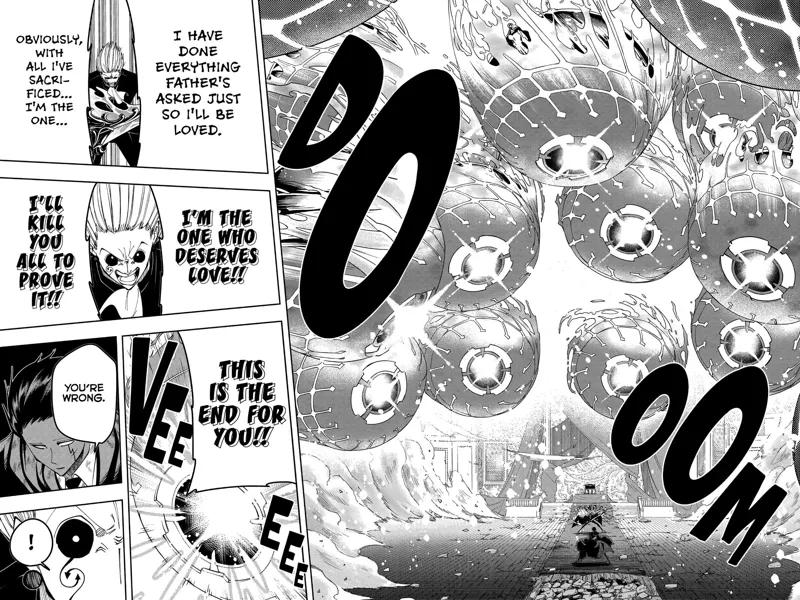 DO
OOM
I HAVE
DONE
EVERYTHING
FATHER'S
ASKED JUST
SO I'LL BE
LOVED.
OBVIOUSLY,
WITH
ALL I'VE
SACRI-
FICED...
I'M THE
ONE...
I'M THE
ONE WHO
DESERVES
LOVE!!
I'LL
KILL
YOU
ALL TO
PROVE
IT!!
THIS
IS THE
END FOR
YOU!!
VEE
EEE
YOU'RE
WRONG.
!